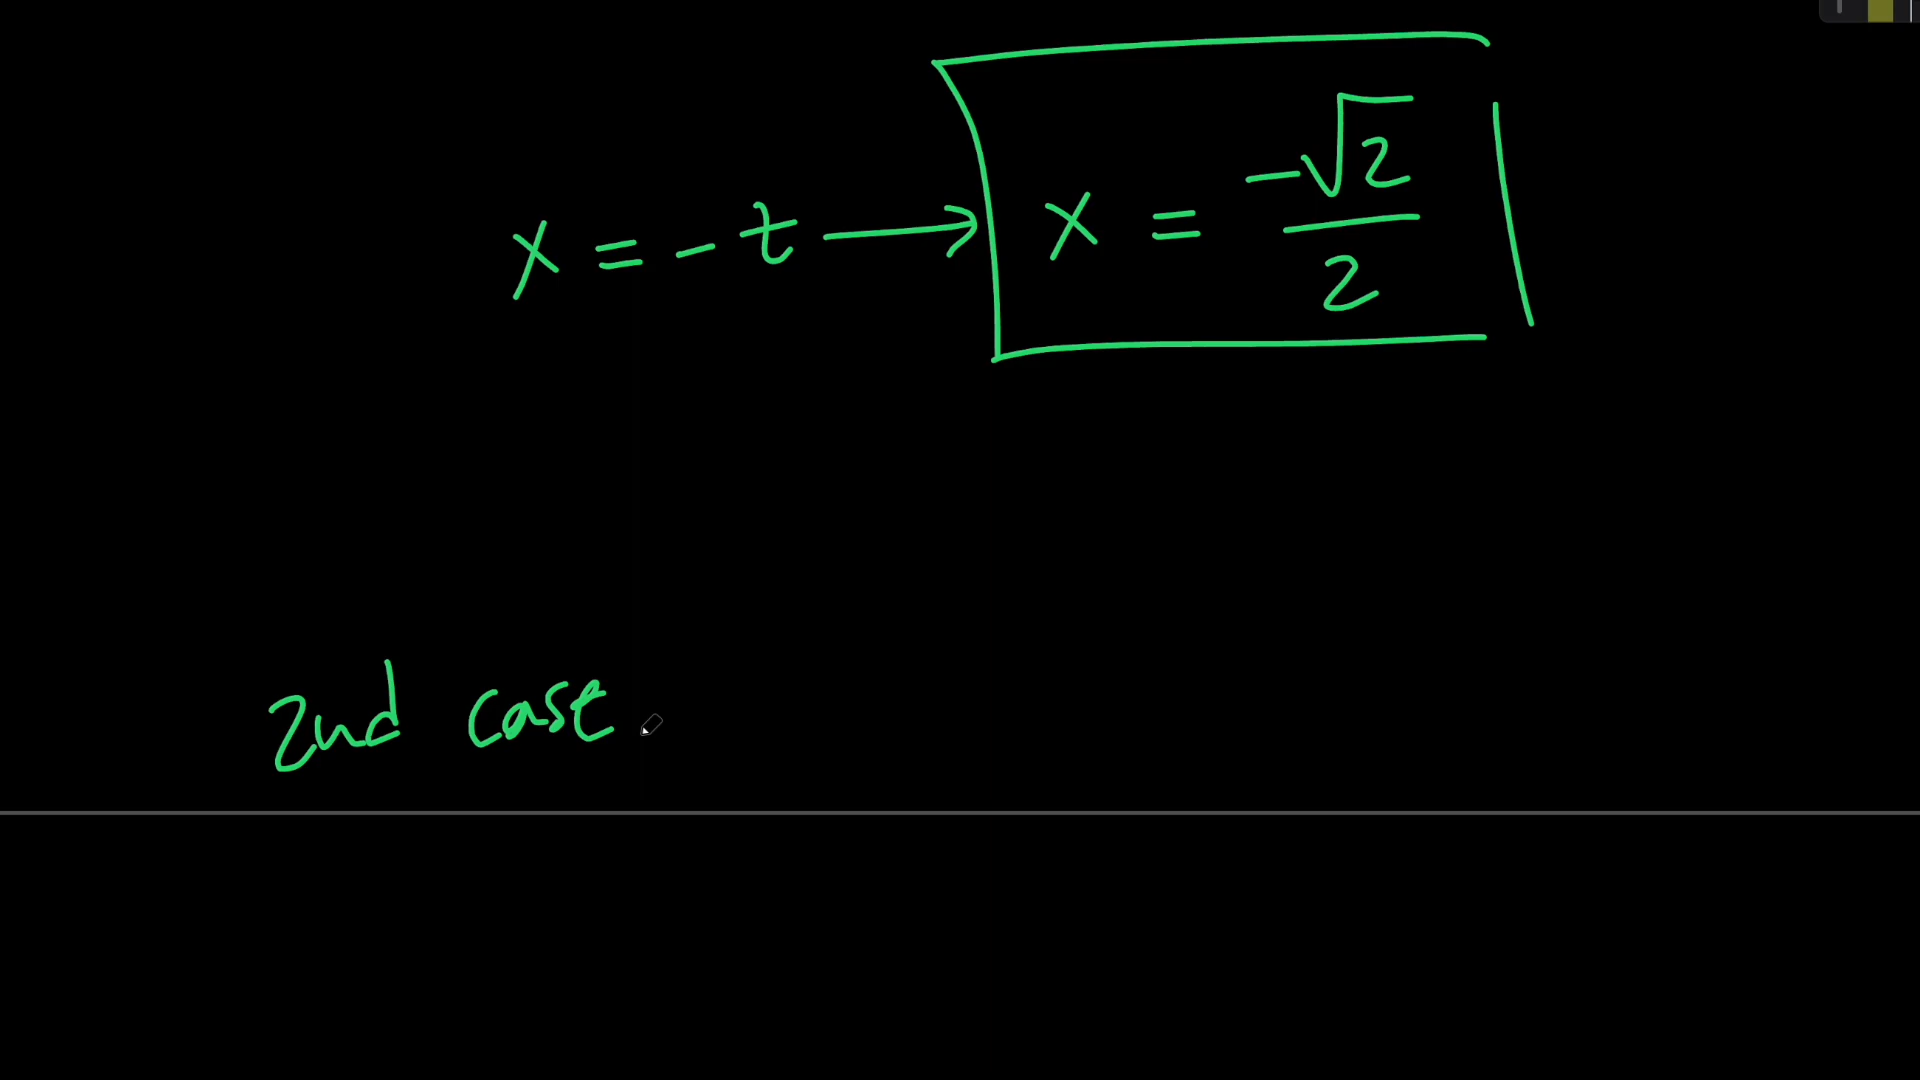 x = - t → x = -√2/2
2nd case